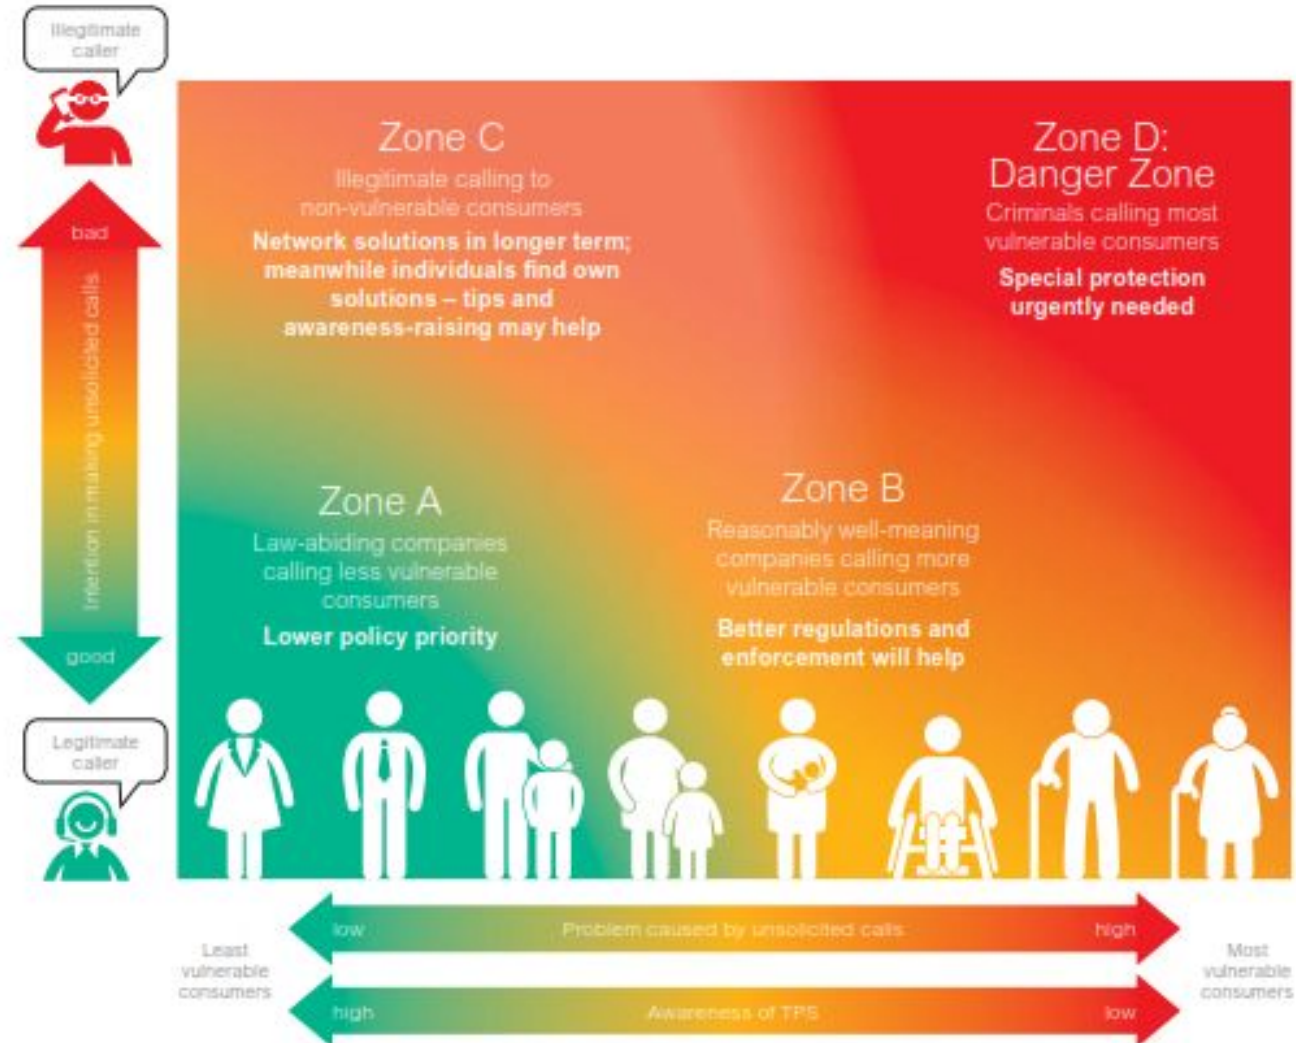 Illegitimate
caller
bad
Intention in making unsolicited calls
good
Legitimate
caller
Zone C
Illegitimate calling to
non-vulnerable consumers
Network solutions in longer term;
meanwhile individuals find own
solutions – tips and
awareness-raising may help
Zone D:
Danger Zone
Criminals calling most
vulnerable consumers
Special protection
urgently needed
Zone A
Law-abiding companies
calling less vulnerable
consumers
Lower policy priority
Zone B
Reasonably well-meaning
companies calling more
vulnerable consumers
Better regulations and
enforcement will help
Least
vulnerable
consumers
low
Problem caused by unsolicited calls
high
high
Awareness of TPS
low
Most
vulnerable
consumers